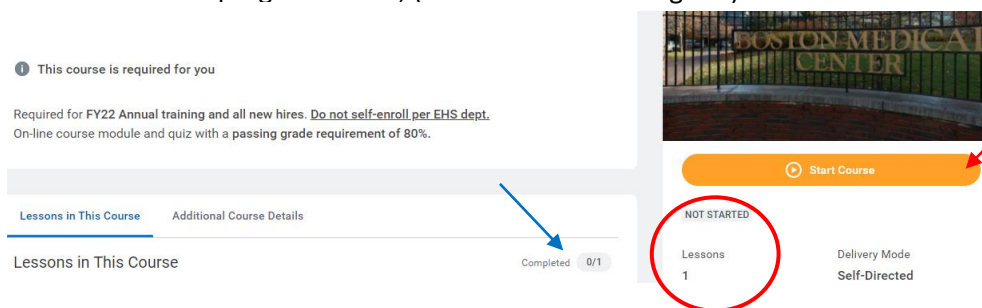 This course is required for you
Required for FY22 Annual training and all new hires. Do not self-enroll per EHS dept.
On-line course module and quiz with a passing grade requirement of 80%.
Lessons in This Course
Additional Course Details
Lessons in This Course
Completed 0/1
BOSTON MEDICAL
CENTER
Start Course
NOT STARTED
Lessons
1
Delivery Mode
Self-Directed